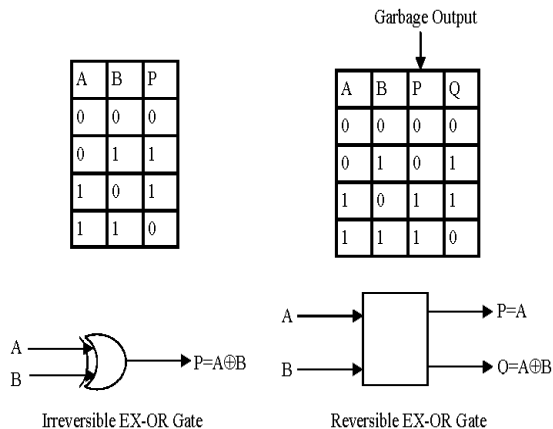 Garbage Output
A B P
0 0 0
0 1 1
1 0 1
1 1 0
A B P Q
0 0 0 0
0 1 0 1
1 0 1 1
1 1 1 0
A
B
P=A⊕B
Irreversible EX-OR Gate
A
B
P=A
Q=A⊕B
Reversible EX-OR Gate